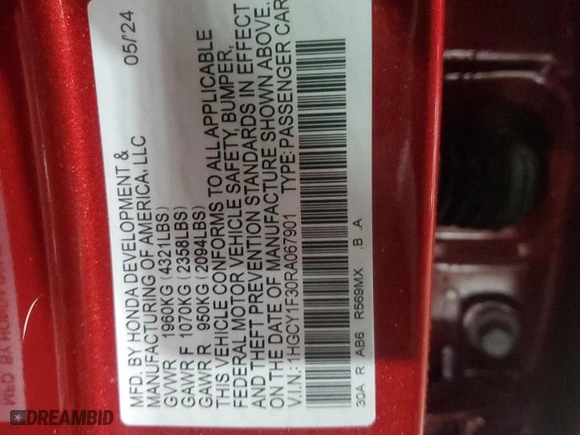 MFD. BY HONDA DEVELOPMENT & 05/24
MANUFACTURING OF AMERICA, LLC
GVWR 1960KG (4321LBS)
GAWR F 1070KG (2358LBS)
GAWR R 950KG (2094LBS)
THIS VEHICLE CONFORMS TO ALL APPLICABLE
FEDERAL MOTOR VEHICLE SAFETY, BUMPER,
AND THEFT PREVENTION STANDARDS IN EFFECT
ON THE DATE OF MANUFACTURE SHOWN ABOVE.
V.I.N.: 1HGCY1F30RA067901 TYPE: PASSENGER CAR
30A R AB6 R569MX .B .A
DREAMBID